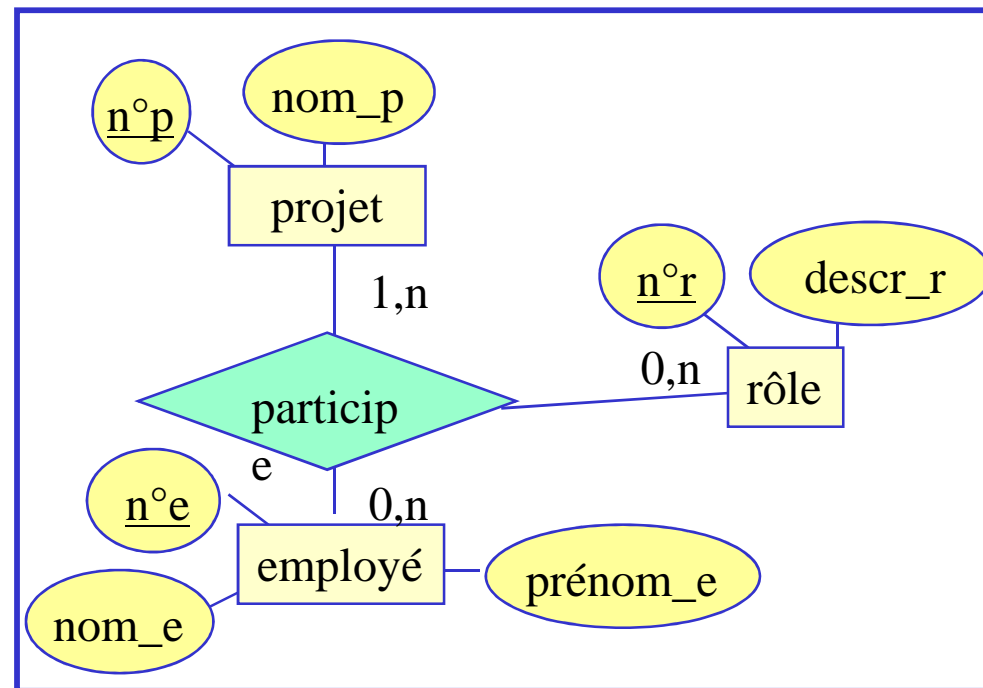 nom_p
n°p
projet
1,n
n°r
descr_r
0,n
rôle
particip
e
n°e
0,n
employé
prénom_e
nom_e